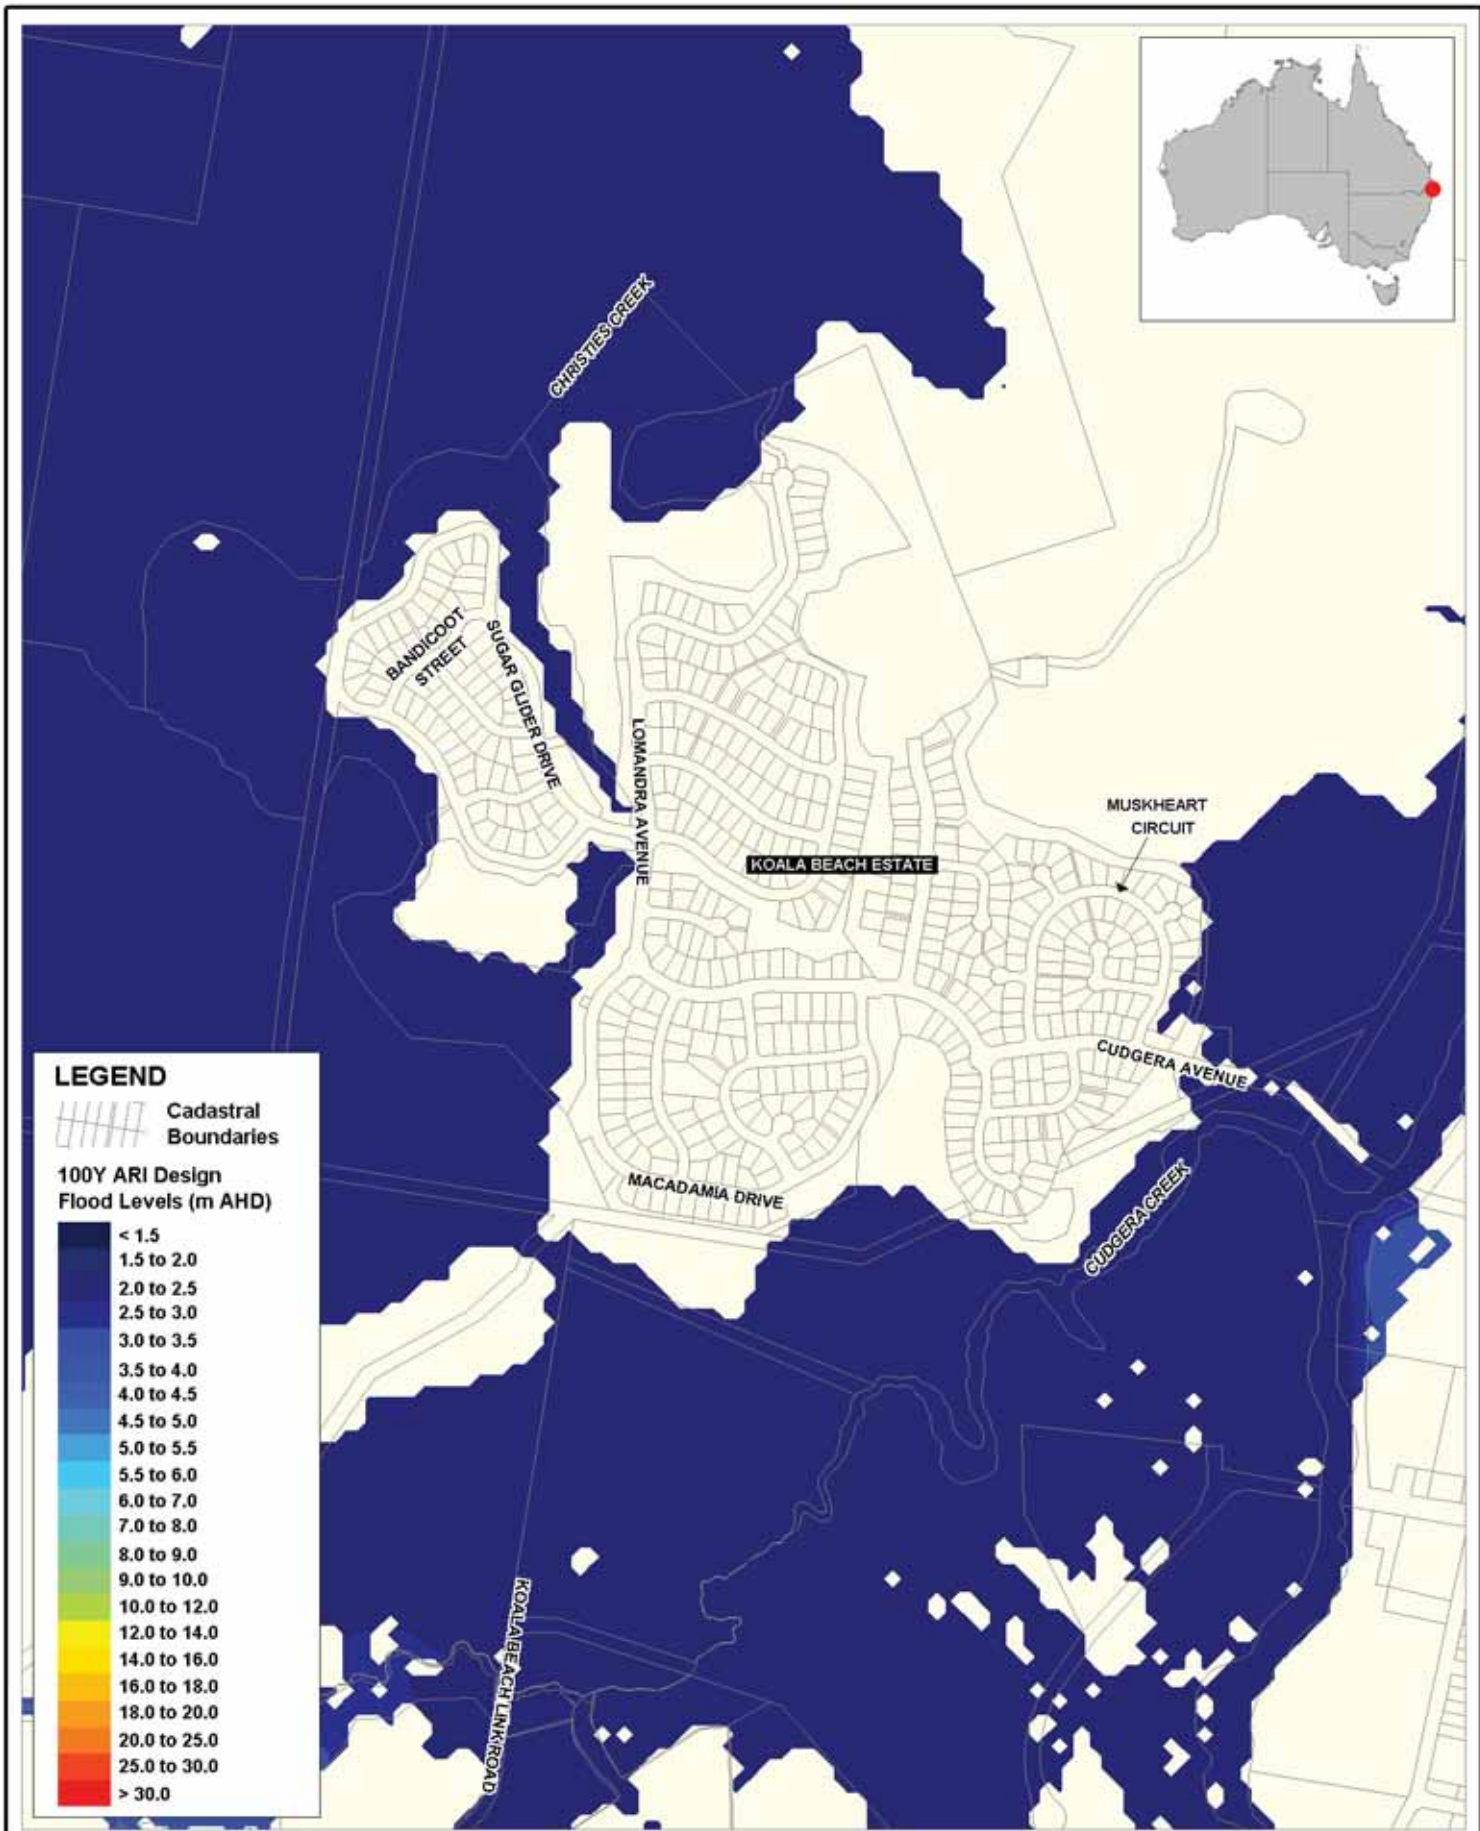 CHRISTIES CREEK
BANDICOOT
STREET
SUGAR GLIDER DRIVE
LOMANDRA AVENUE
MUSKHEART
CIRCUIT
KOALA BEACH ESTATE
CUDGERA AVENUE
MACADAMIA DRIVE
CUDGERA CREEK
KOALA BEACH LINK ROAD
LEGEND
Cadastral
Boundaries
100Y ARI Design
Flood Levels (m AHD)
< 1.5
1.5 to 2.0
2.0 to 2.5
2.5 to 3.0
3.0 to 3.5
3.5 to 4.0
4.0 to 4.5
4.5 to 5.0
5.0 to 5.5
5.5 to 6.0
6.0 to 7.0
7.0 to 8.0
8.0 to 9.0
9.0 to 10.0
10.0 to 12.0
12.0 to 14.0
14.0 to 16.0
16.0 to 18.0
18.0 to 20.0
20.0 to 25.0
25.0 to 30.0
> 30.0